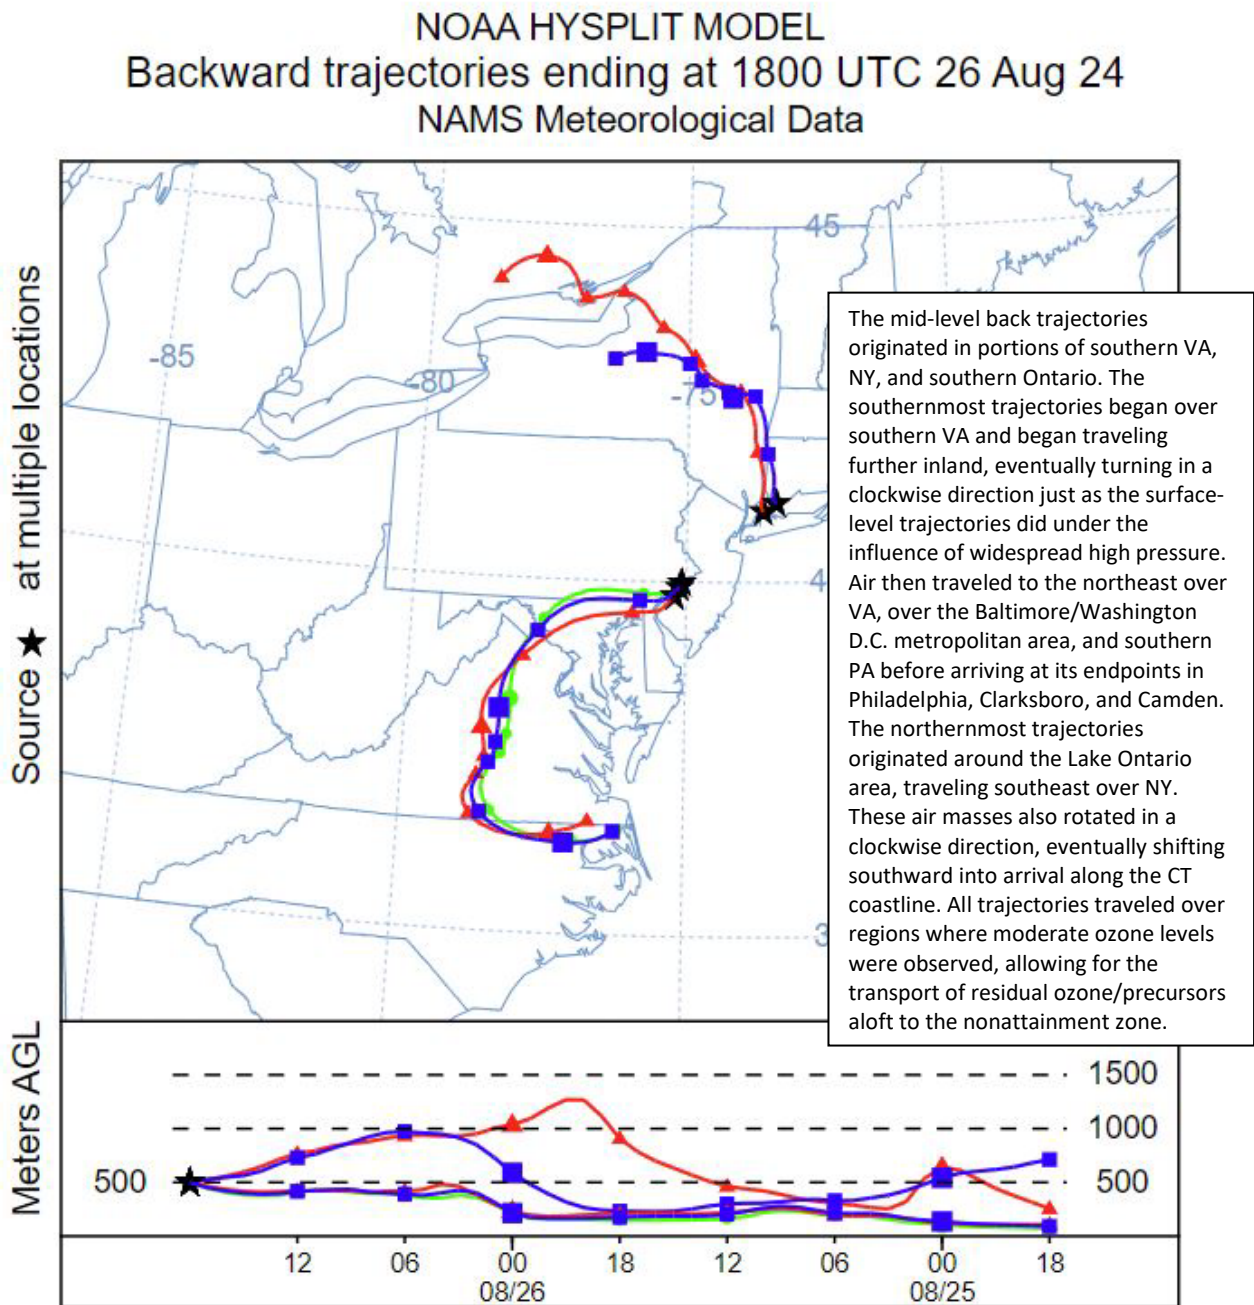 NOAA HYSPLIT MODEL
Backward trajectories ending at 1800 UTC 26 Aug 24
NAMS Meteorological Data
Source ★ at multiple locations
45
-85
-80
-75
4
3
The mid-level back trajectories
originated in portions of southern VA,
NY, and southern Ontario. The
southernmost trajectories began over
southern VA and began traveling
further inland, eventually turning in a
clockwise direction just as the surface-
level trajectories did under the
influence of widespread high pressure.
Air then traveled to the northeast over
VA, over the Baltimore/Washington
D.C. metropolitan area, and southern
PA before arriving at its endpoints in
Philadelphia, Clarksboro, and Camden.
The northernmost trajectories
originated around the Lake Ontario
area, traveling southeast over NY.
These air masses also rotated in a
clockwise direction, eventually shifting
southward into arrival along the CT
coastline. All trajectories traveled over
regions where moderate ozone levels
were observed, allowing for the
transport of residual ozone/precursors
aloft to the nonattainment zone.
Meters AGL
1500
1000
500
500
12 06 00 18 12 06 00 18
08/26 08/25